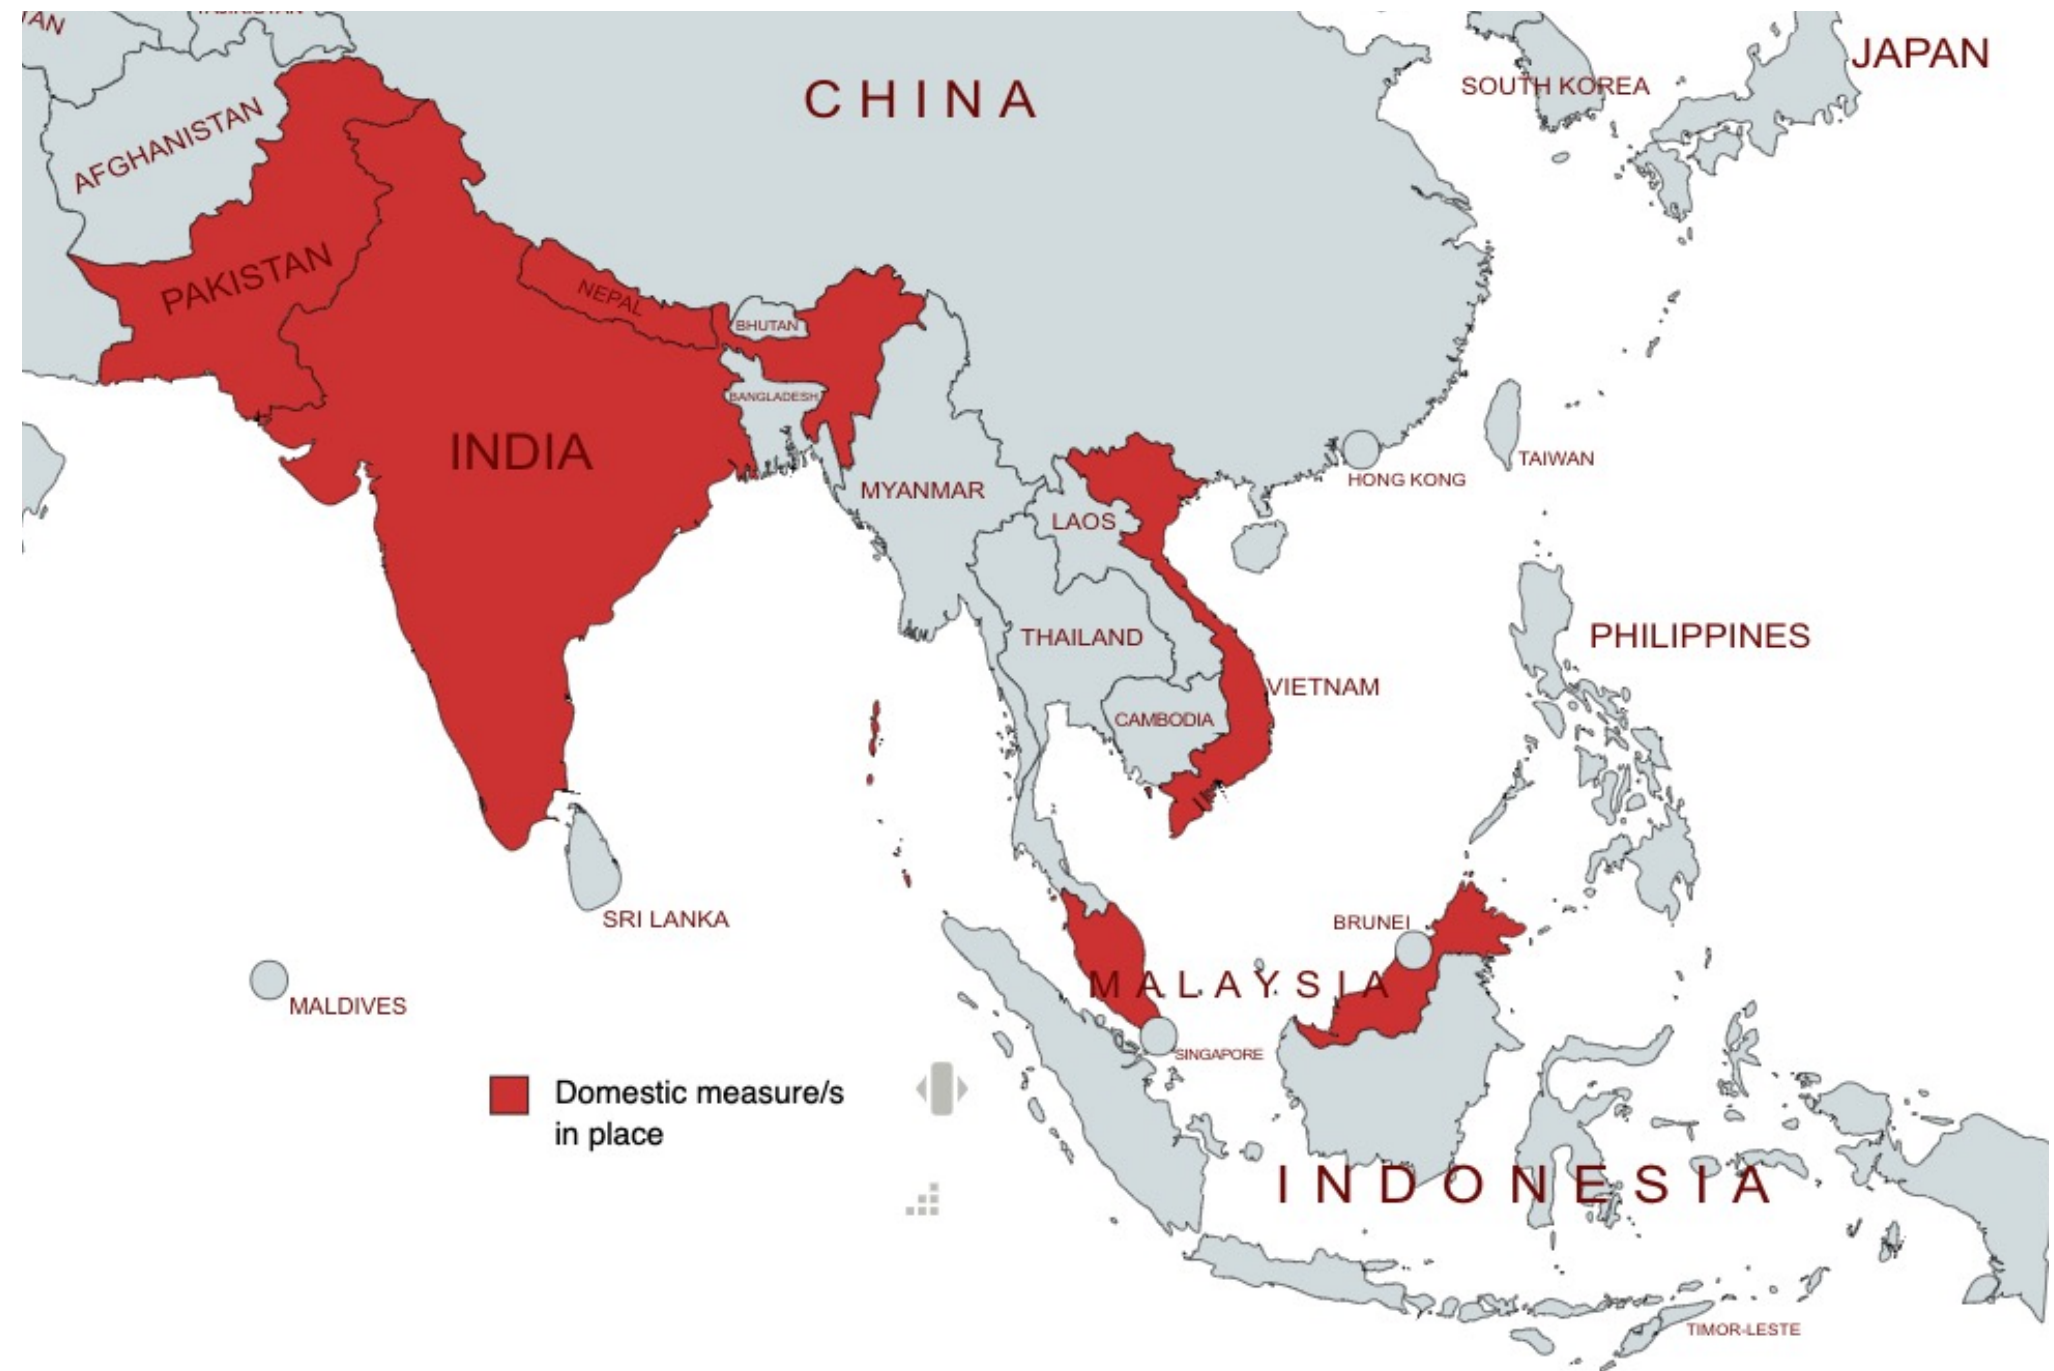 JAPAN
SOUTH KOREA
CHINA
AFGHANISTAN
PAKISTAN
NEPAL
BHUTAN
BANGLADESH
INDIA
MYANMAR
LAOS
HONG KONG
TAIWAN
THAILAND
PHILIPPINES
VIETNAM
CAMBODIA
SRI LANKA
BRUNEI
MALAYSIA
MALDIVES
SINGAPORE
Domestic measure/s
in place
INDONESIA
TIMOR-LESTE